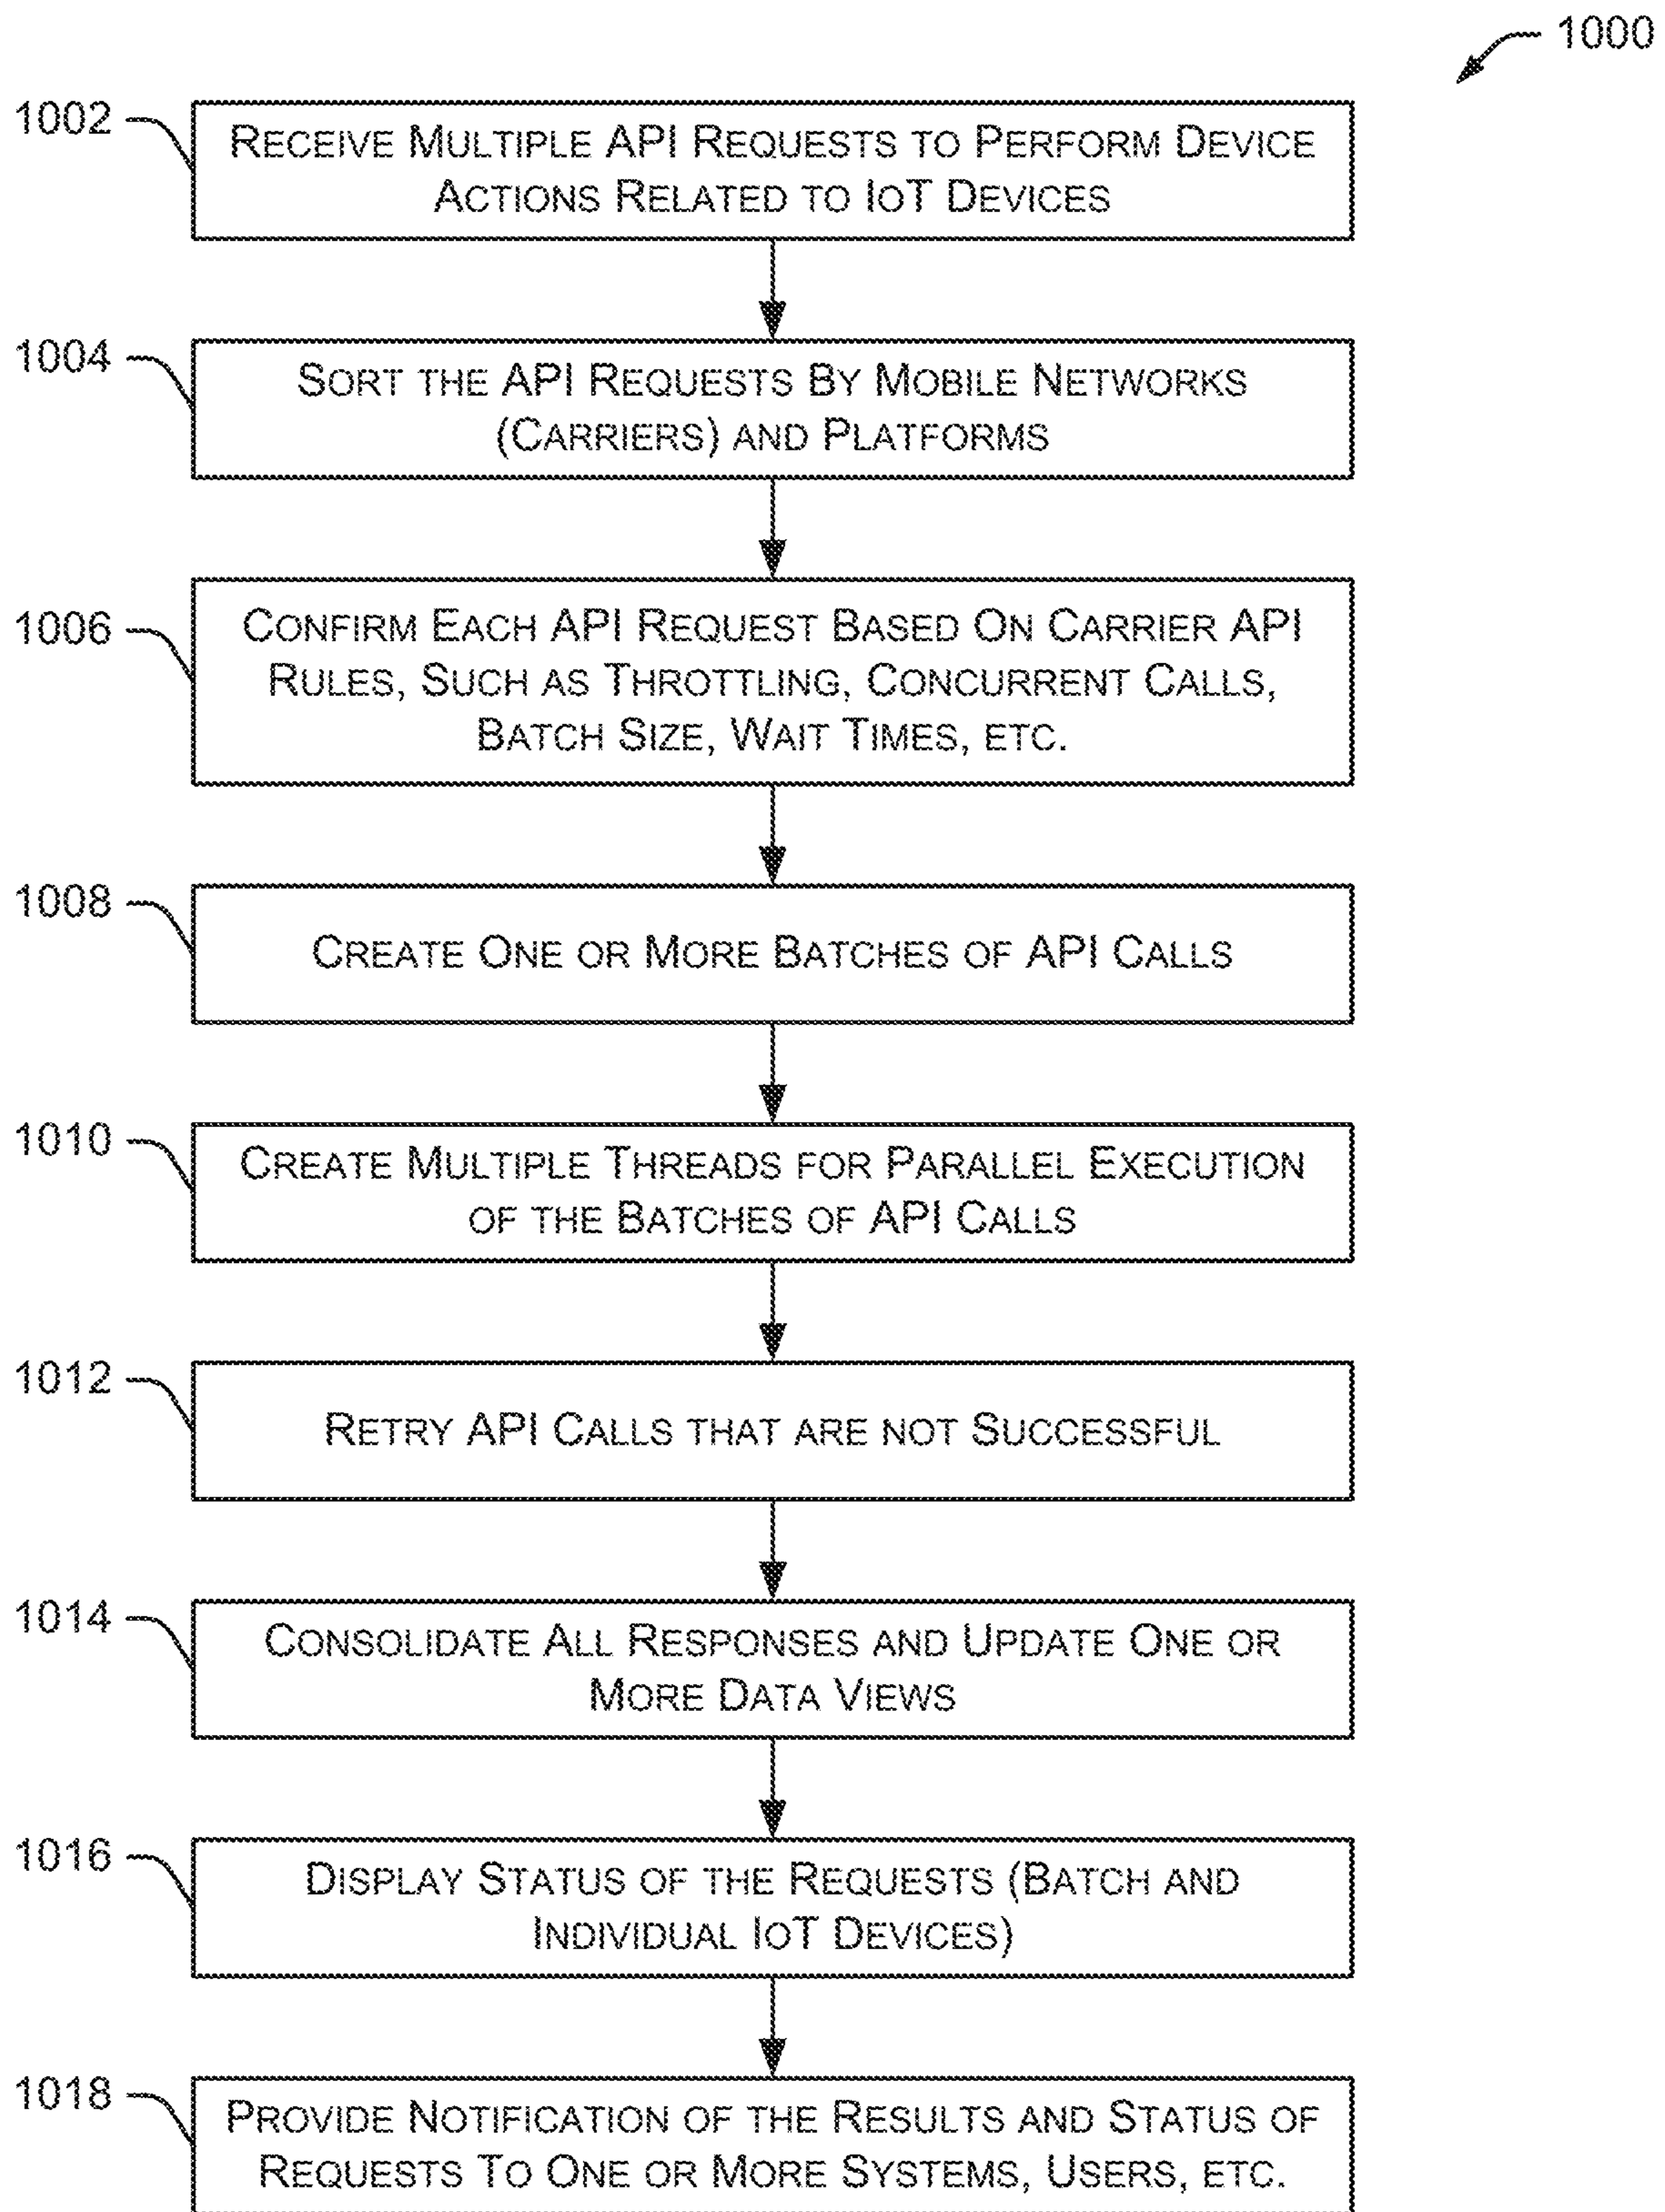 1000
1002
RECEIVE MULTIPLE API REQUESTS TO PERFORM DEVICE
ACTIONS RELATED TO IOT DEVICES
1004
SORT THE API REQUESTS BY MOBILE NETWORKS
(CARRIERS) AND PLATFORMS
1006
CONFIRM EACH API REQUEST BASED ON CARRIER API
RULES, SUCH AS THROTTLING, CONCURRENT CALLS,
BATCH SIZE, WAIT TIMES, ETC.
1008
CREATE ONE OR MORE BATCHES OF API CALLS
1010
CREATE MULTIPLE THREADS FOR PARALLEL EXECUTION
OF THE BATCHES OF API CALLS
1012
RETRY API CALLS THAT ARE NOT SUCCESSFUL
1014
CONSOLIDATE ALL RESPONSES AND UPDATE ONE OR
MORE DATA VIEWS
1016
DISPLAY STATUS OF THE REQUESTS (BATCH AND
INDIVIDUAL IOT DEVICES)
1018
PROVIDE NOTIFICATION OF THE RESULTS AND STATUS OF
REQUESTS TO ONE OR MORE SYSTEMS, USERS, ETC.